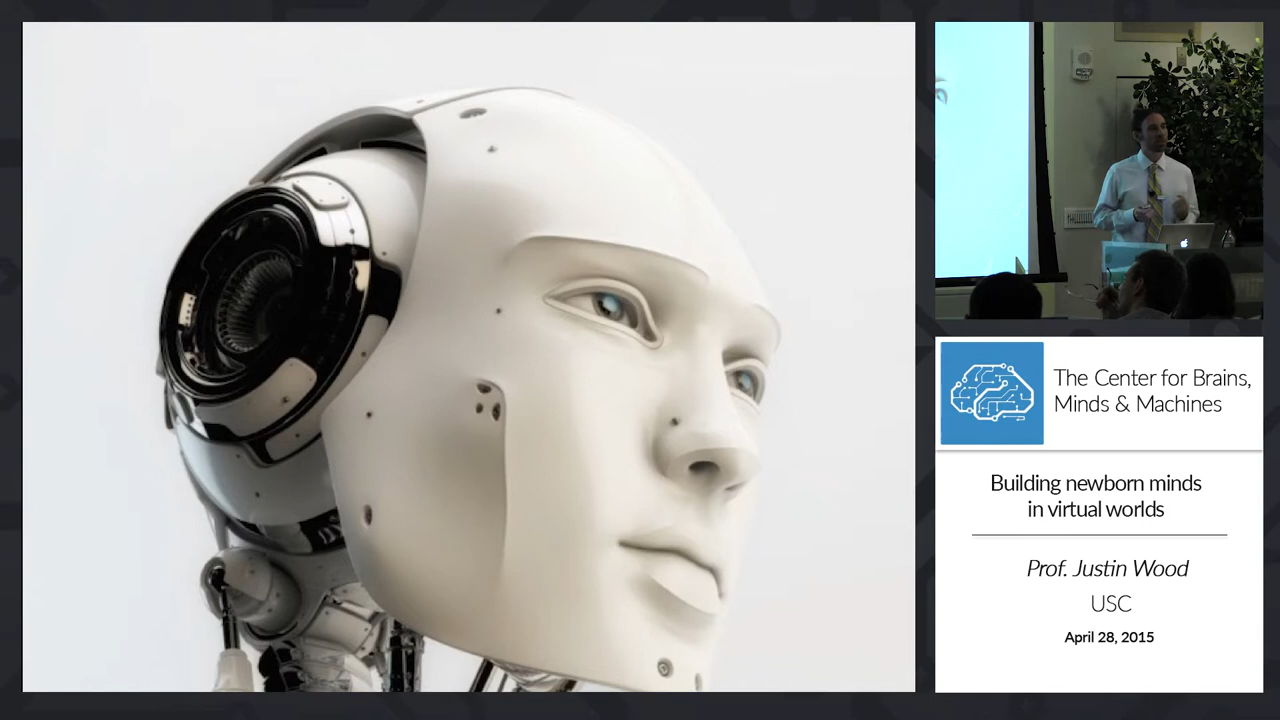 The Center for Brains,
Minds & Machines
Building newborn minds
in virtual worlds
Prof. Justin Wood
USC
April 28, 2015